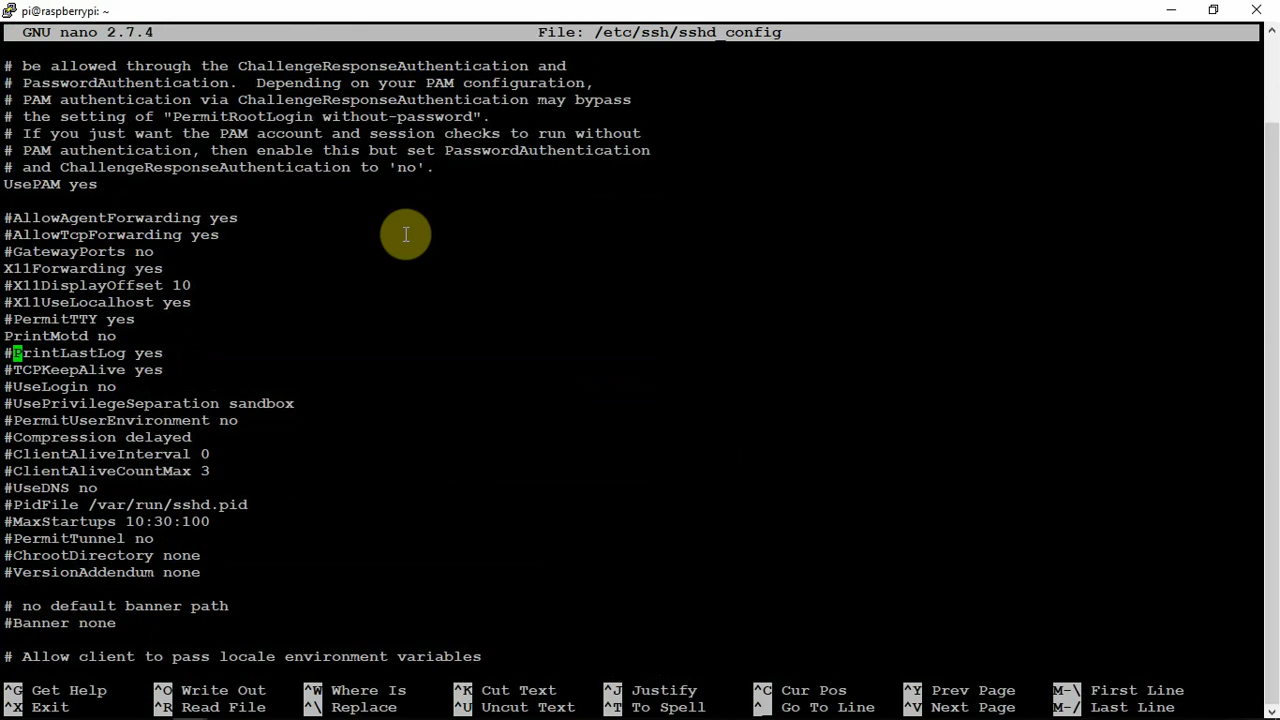 pi@raspberrypi: ~
GNU nano 2.7.4 File: /etc/ssh/sshd_config
# be allowed through the ChallengeResponseAuthentication and
# PasswordAuthentication.  Depending on your PAM configuration,
# PAM authentication via ChallengeResponseAuthentication may bypass
# the setting of "PermitRootLogin without-password".
# If you just want the PAM account and session checks to run without
# PAM authentication, then enable this but set PasswordAuthentication
# and ChallengeResponseAuthentication to 'no'.
UsePAM yes
#AllowAgentForwarding yes
#AllowTcpForwarding yes
#GatewayPorts no
X11Forwarding yes
#X11DisplayOffset 10
#X11UseLocalhost yes
#PermitTTY yes
PrintMotd no
#PrintLastLog yes
#TCPKeepAlive yes
#UseLogin no
#UsePrivilegeSeparation sandbox
#PermitUserEnvironment no
#Compression delayed
#ClientAliveInterval 0
#ClientAliveCountMax 3
#UseDNS no
#PidFile /var/run/sshd.pid
#MaxStartups 10:30:100
#PermitTunnel no
#ChrootDirectory none
#VersionAddendum none
# no default banner path
#Banner none
# Allow client to pass locale environment variables
^G Get Help ^O Write Out ^W Where Is ^K Cut Text ^J Justify ^C Cur Pos ^Y Prev Page M-\ First Line
^X Exit ^R Read File ^\ Replace ^U Uncut Text ^T To Spell ^_ Go To Line ^V Next Page M-/ Last Line